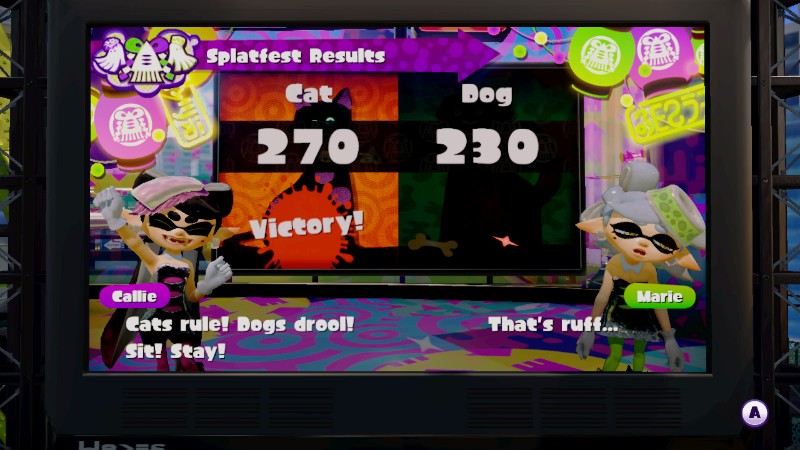 Splatfest Results
Cat
Dog
270
230
Victory!
Callie
Marie
Cats rule! Dogs drool!
Sit! Stay!
That's ruff...
A